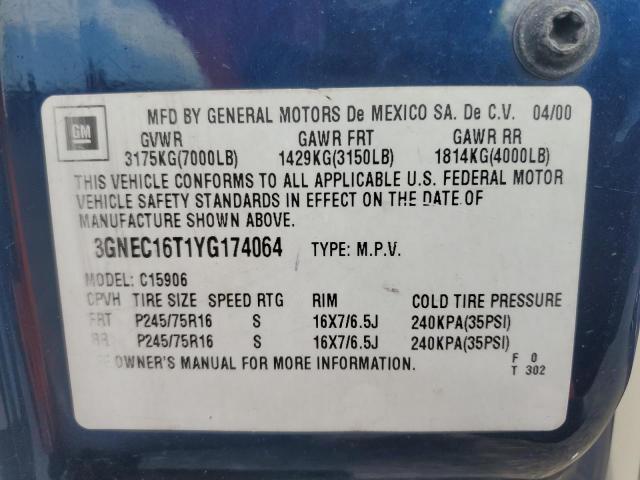 MFD BY GENERAL MOTORS De MEXICO SA. De C.V. 04/00
GM
GVWR GAWR FRT GAWR RR
3175KG(7000LB) 1429KG(3150LB) 1814KG(4000LB)
THIS VEHICLE CONFORMS TO ALL APPLICABLE U.S. FEDERAL MOTOR
VEHICLE SAFETY STANDARDS IN EFFECT ON THE DATE OF
MANUFACTURE SHOWN ABOVE.
3GNEC16T1YG174064 TYPE: M.P.V.
MODEL: C15906
CPVH TIRE SIZE SPEED RTG RIM COLD TIRE PRESSURE
FRT P245/75R16 S 16X7/6.5J 240KPA(35PSI)
RR P245/75R16 S 16X7/6.5J 240KPA(35PSI)
OWNER'S MANUAL FOR MORE INFORMATION.
F 0
T 302